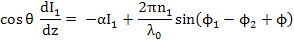 cos θ dI₁/dz = -αI₁ + 2πn₁/λ₀ sin(ϕ₁ - ϕ₂ + ϕ)